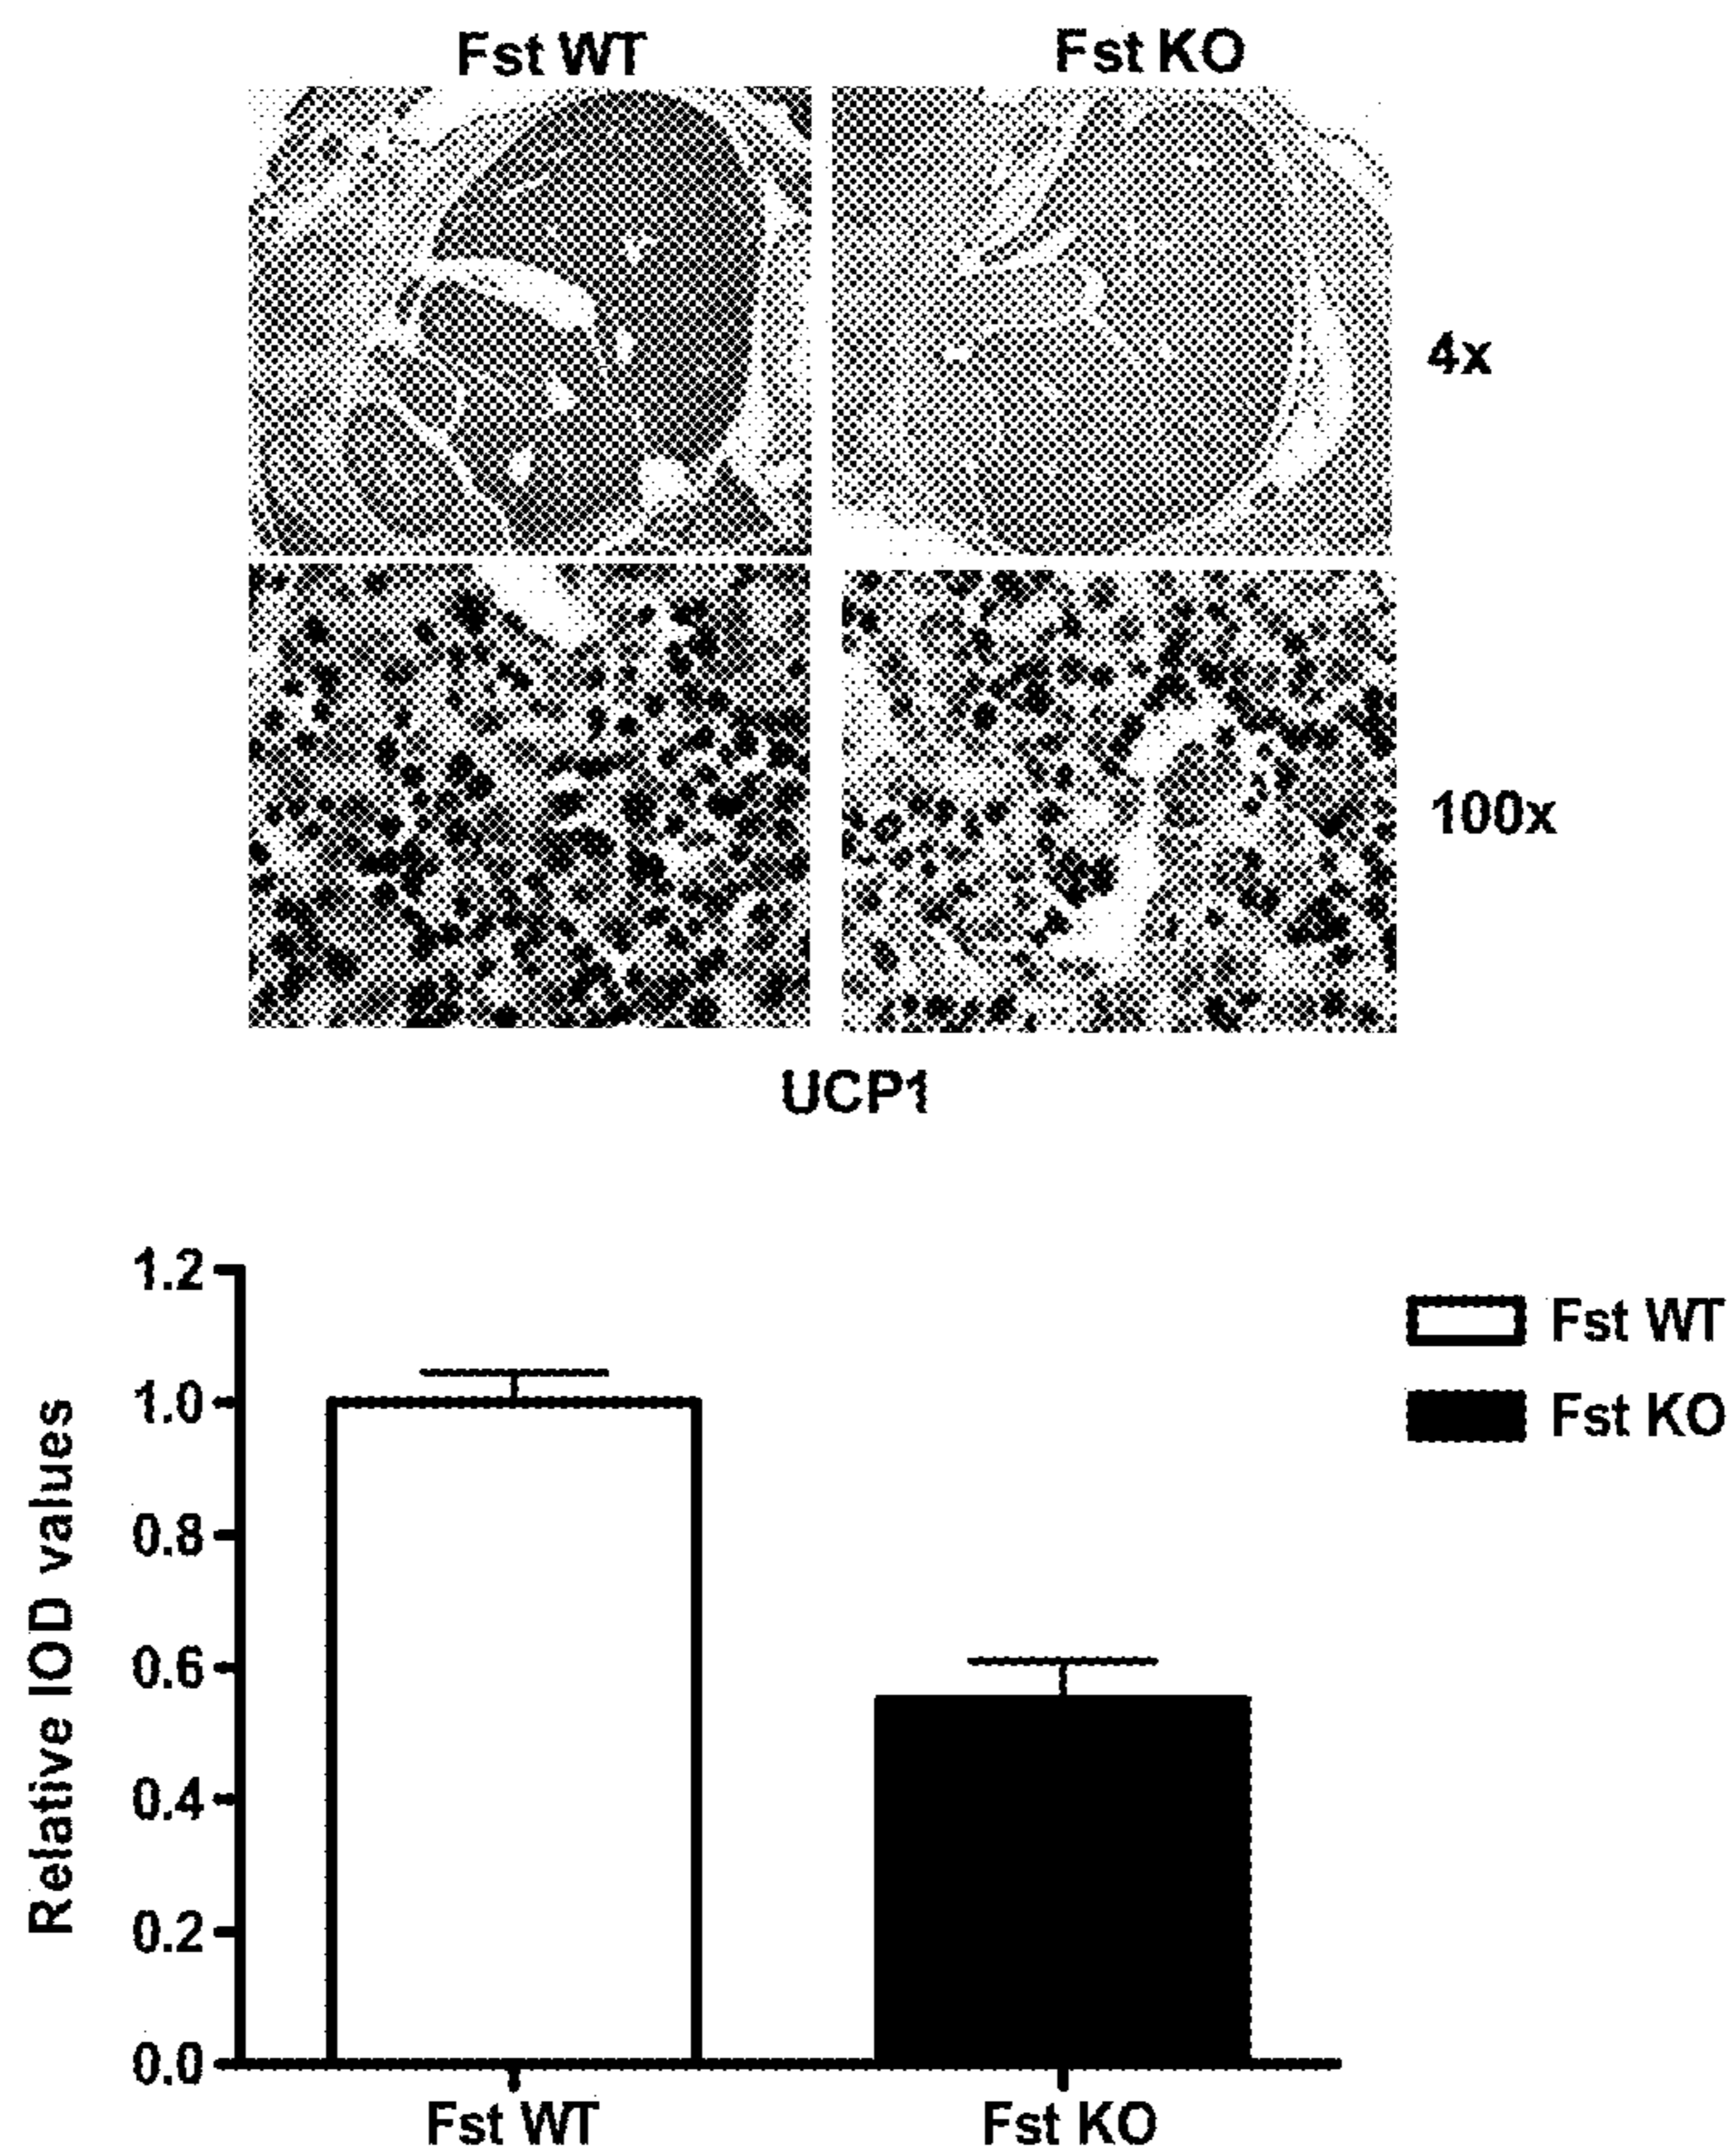 Fst WT
Fst KO
4x
100x
UCP1
Relative IOD values
1.2
1.0
0.8
0.6
0.4
0.2
0.0
Fst WT
Fst KO
Fst WT
Fst KO